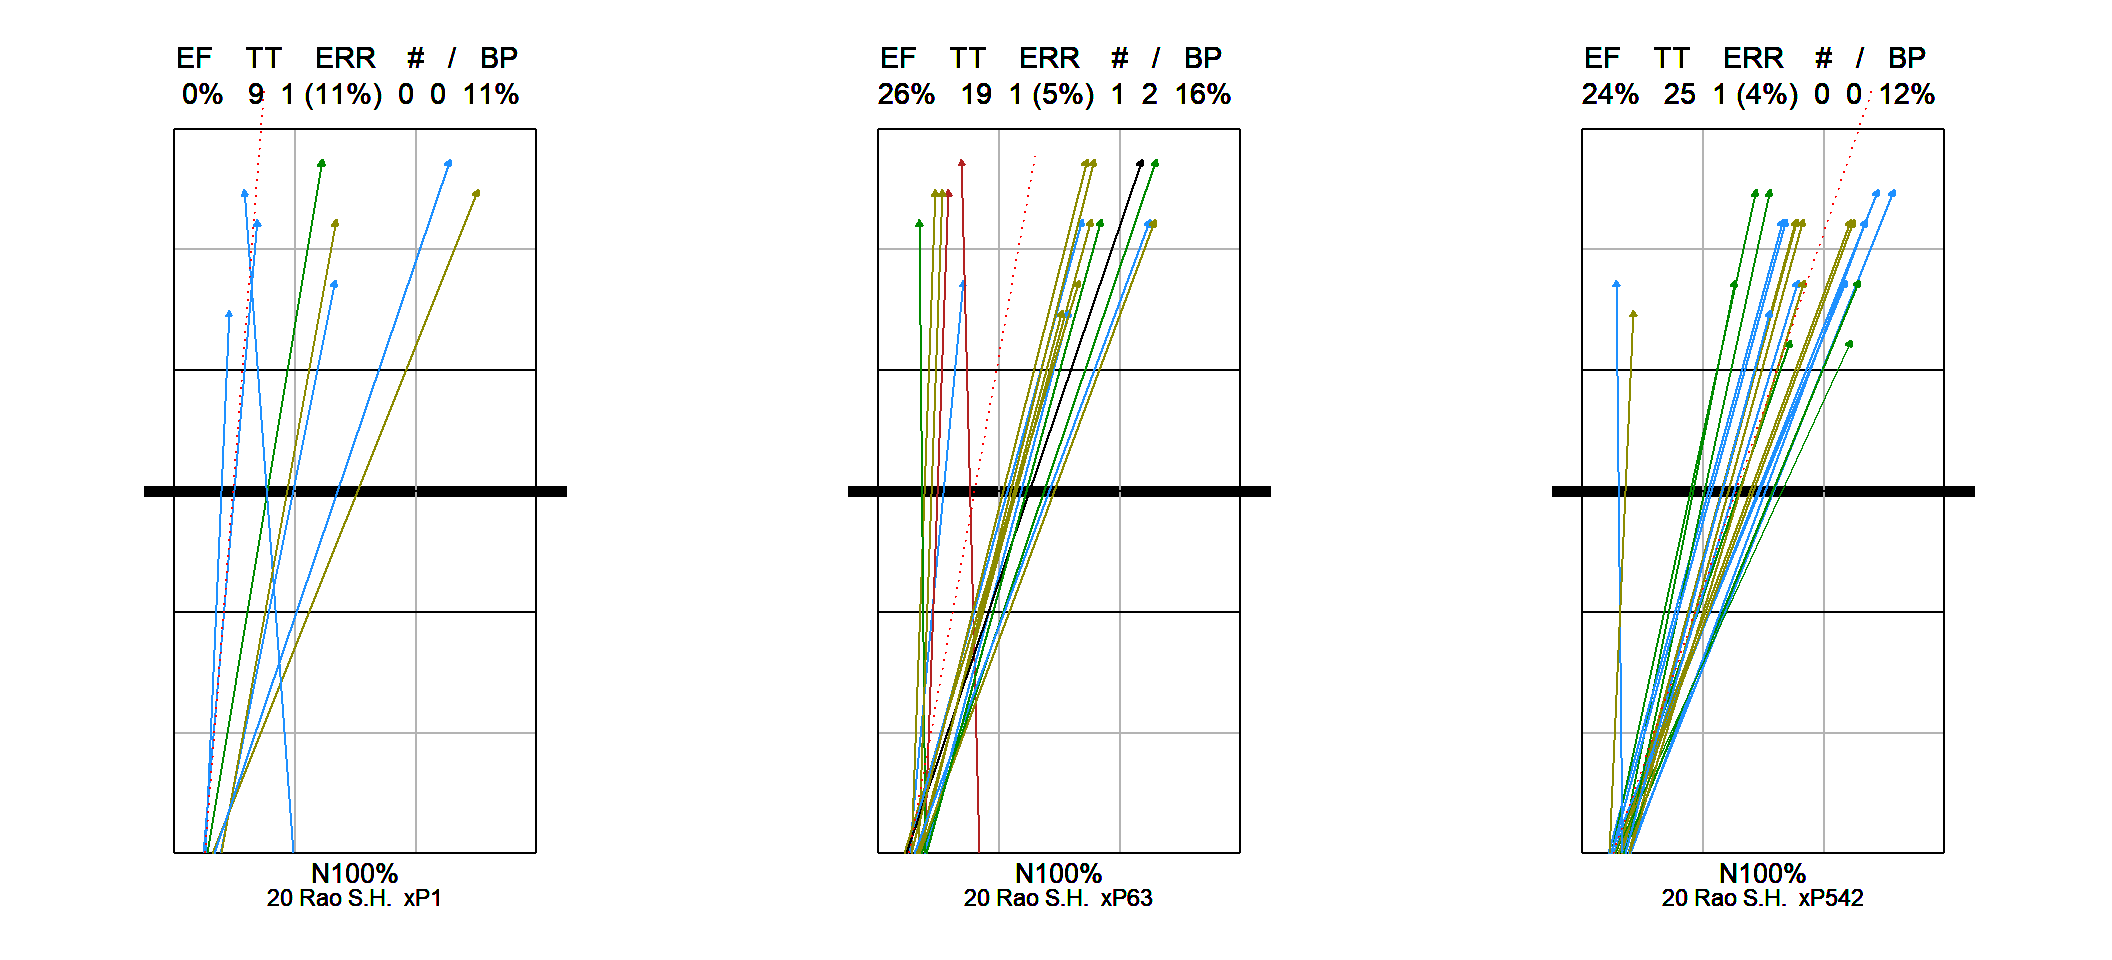 EF TT ERR # / BP
0% 9 1 (11%) 0 0 11%
N100%
20 Rao S.H. xP1
EF TT ERR # / BP
26% 19 1 (5%) 1 2 16%
N100%
20 Rao S.H. xP63
EF TT ERR # / BP
24% 25 1 (4%) 0 0 12%
N100%
20 Rao S.H. xP542